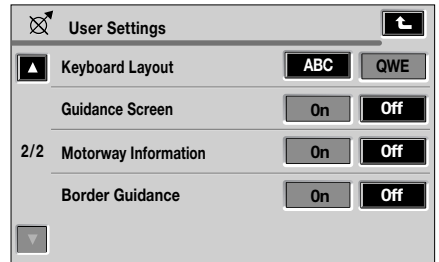 User Settings
Keyboard Layout ABC QWE
Guidance Screen On Off
2/2 Motorway Information On Off
Border Guidance On Off